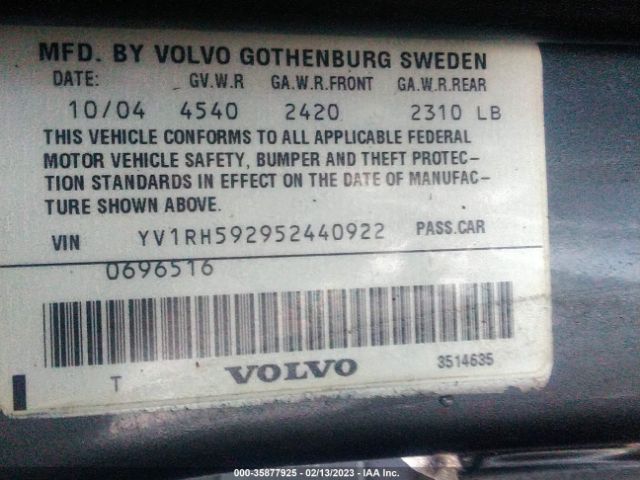 MFD. BY VOLVO GOTHENBURG SWEDEN
DATE: GV.W.R GA.W.R.FRONT GA.W.R.REAR
10/04 4540 2420 2310 LB
THIS VEHICLE CONFORMS TO ALL APPLICABLE FEDERAL
MOTOR VEHICLE SAFETY, BUMPER AND THEFT PROTEC-
TION STANDARDS IN EFFECT ON THE DATE OF MANUFAC-
TURE SHOWN ABOVE.
VIN YV1RH592952440922 PASS.CAR
0696516
T VOLVO 3514635
000-35877925 - 02/13/2023 - IAA Inc.